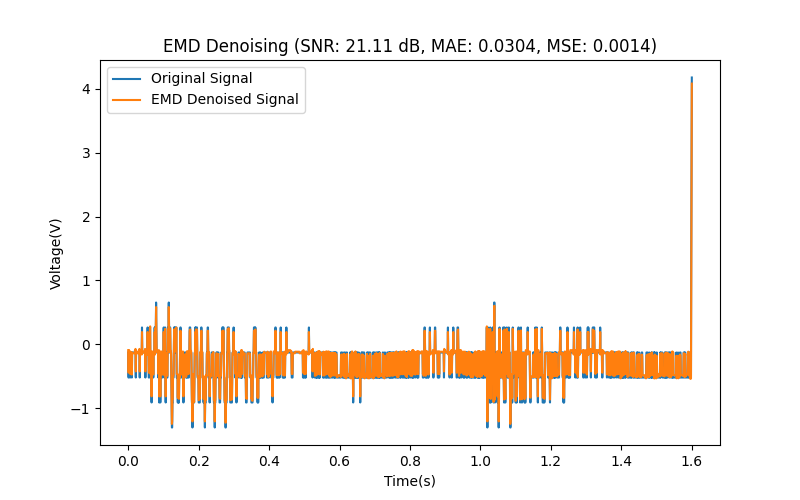 EMD Denoising (SNR: 21.11 dB, MAE: 0.0304, MSE: 0.0014)
Original Signal
EMD Denoised Signal
4
3
2
1
0
−1
Voltage(V)
0.0 0.2 0.4 0.6 0.8 1.0 1.2 1.4 1.6
Time(s)